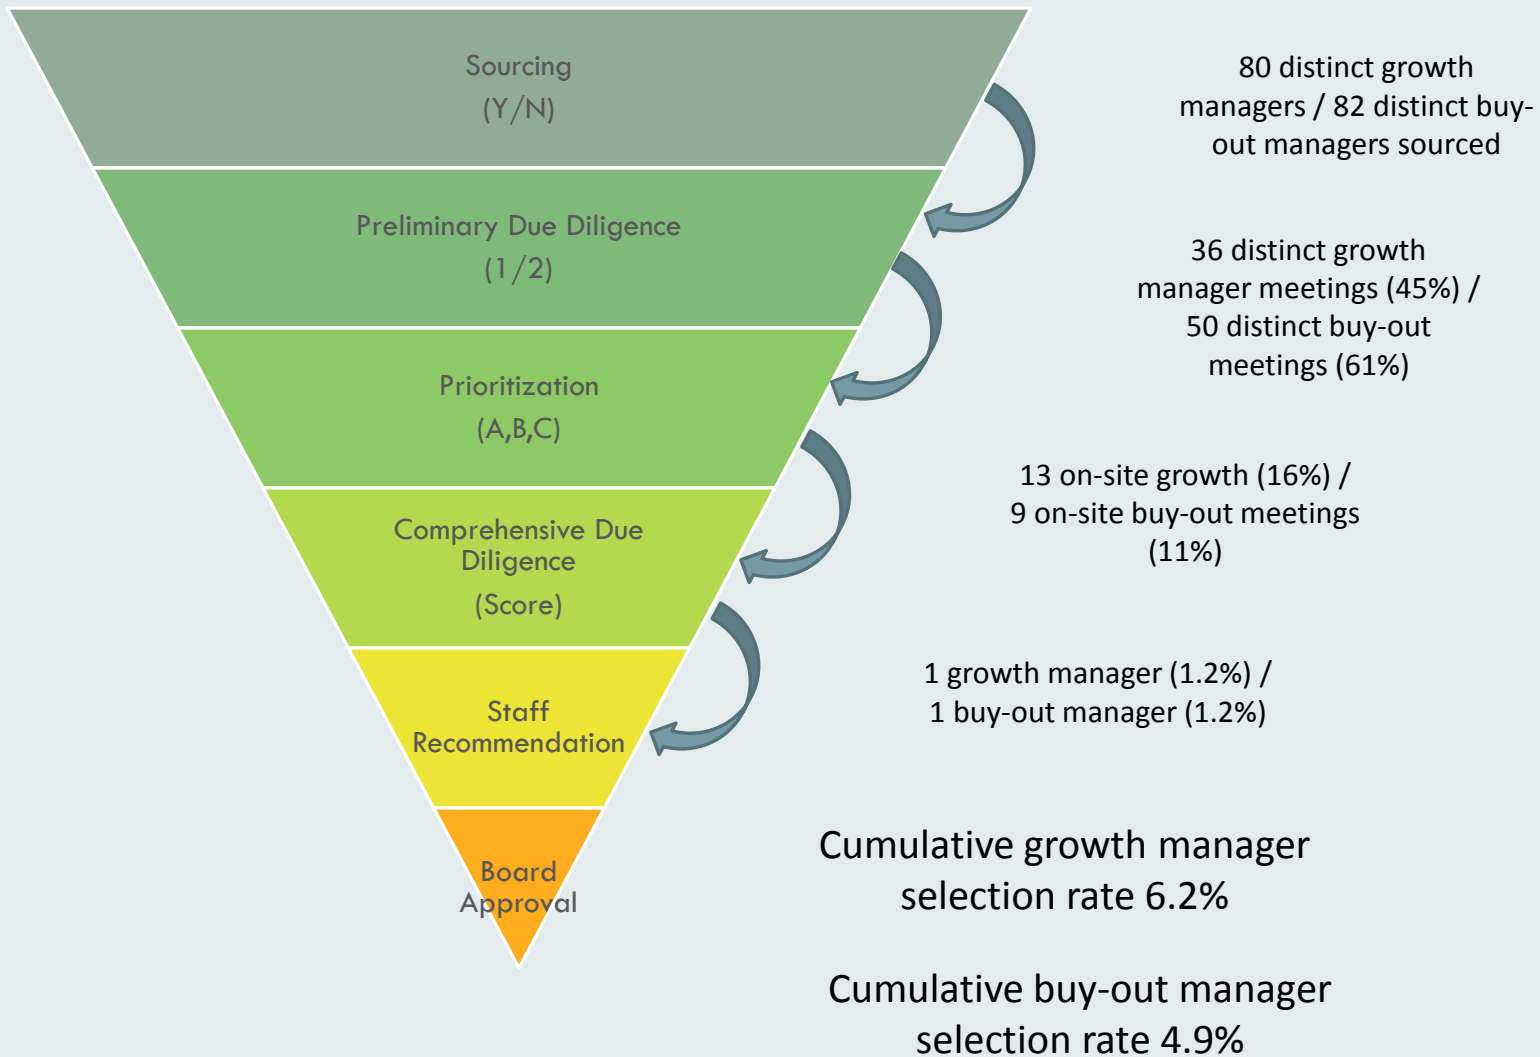 Sourcing
(Y/N)
80 distinct growth
managers / 82 distinct buy-
out managers sourced
Preliminary Due Diligence
(1/2)
36 distinct growth
manager meetings (45%) /
50 distinct buy-out
meetings (61%)
Prioritization
(A,B,C)
13 on-site growth (16%) /
9 on-site buy-out meetings
(11%)
Comprehensive Due
Diligence
(Score)
1 growth manager (1.2%) /
1 buy-out manager (1.2%)
Staff
Recommendation
Board
Approval
Cumulative growth manager
selection rate 6.2%
Cumulative buy-out manager
selection rate 4.9%